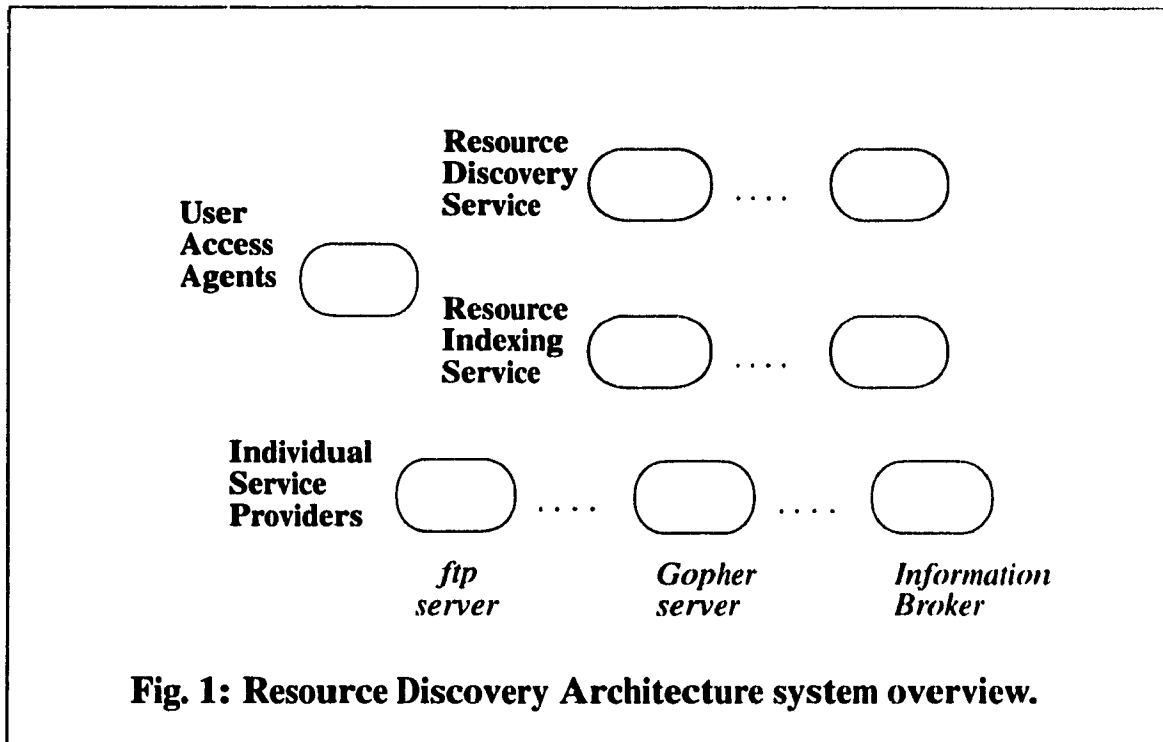 Resource
Discovery
Service
....
User
Access
Agents
Resource
Indexing
Service
....
Individual
Service
Providers
....
....
ftp
server
Gopher
server
Information
Broker
Fig. 1: Resource Discovery Architecture system overview.